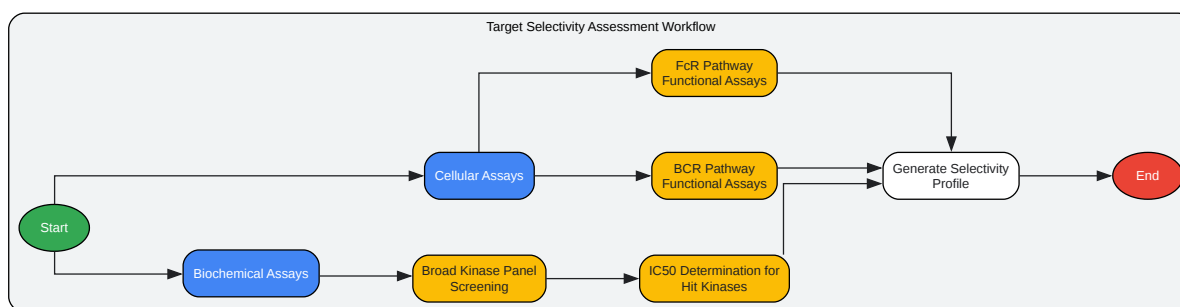 Target Selectivity Assessment Workflow
FcR Pathway
Functional Assays
Cellular Assays
BCR Pathway
Functional Assays
Generate Selectivity
Profile
End
Start
Biochemical Assays
Broad Kinase Panel
Screening
IC50 Determination for
Hit Kinases